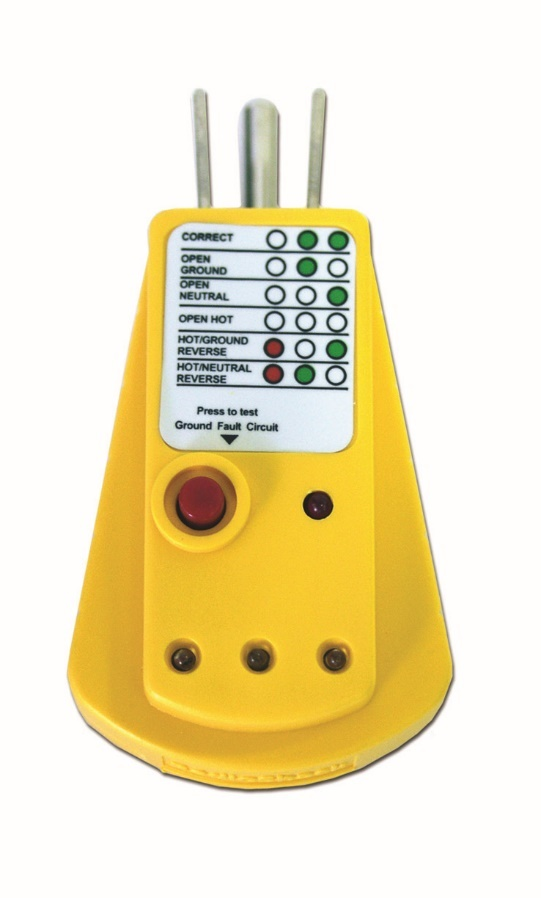 CORRECT
OPEN
GROUND
OPEN
NEUTRAL
OPEN HOT
HOT/GROUND
REVERSE
HOT/NEUTRAL
REVERSE
Press to test
Ground Fault Circuit